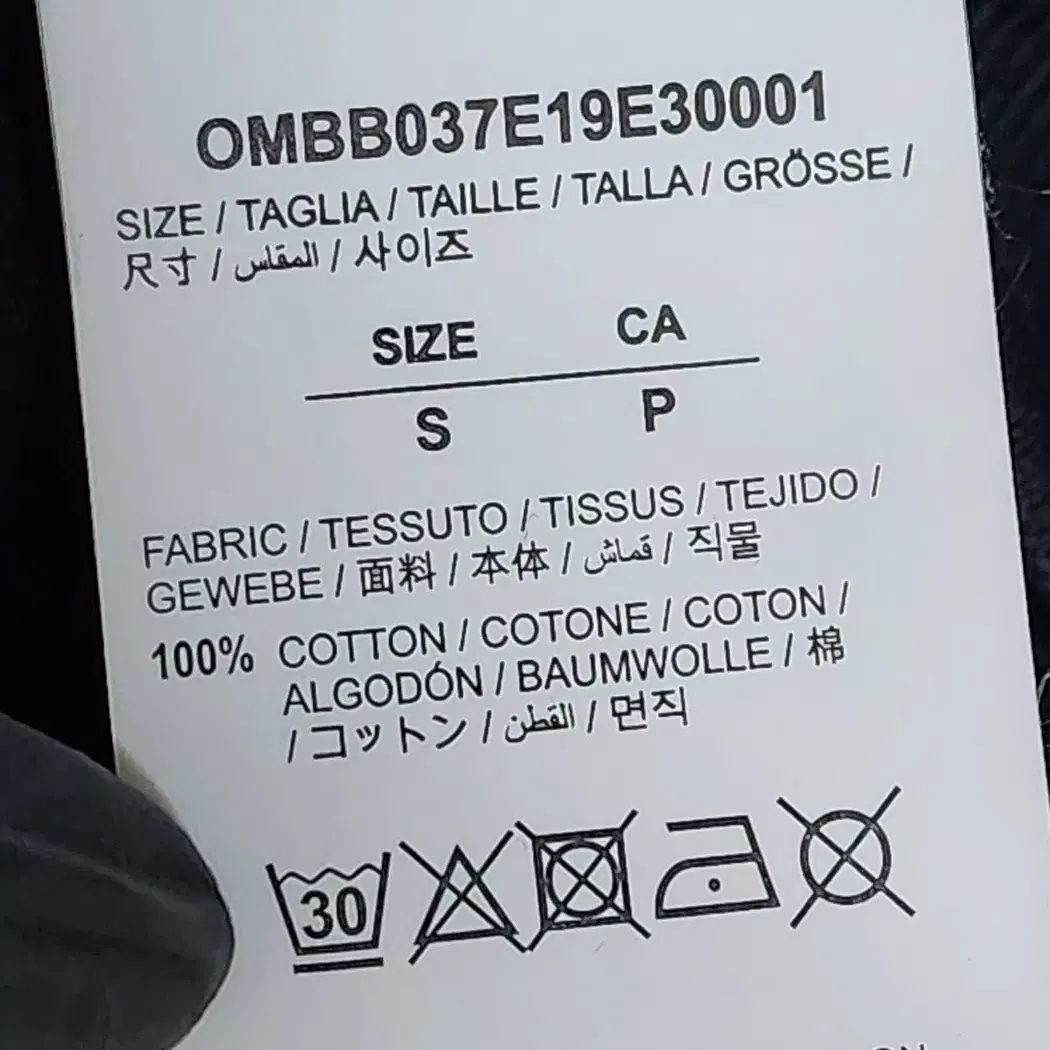 OMBB037E19E30001
SIZE / TAGLIA / TAILLE / TALLA / GRÖSSE /
尺寸 / المقاس / 사이즈
SIZE CA
S P
FABRIC / TESSUTO / TISSUS / TEJIDO /
GEWEBE / 面料 / 本体 / قماش / 직물
100% COTTON / COTONE / COTON /
ALGODÓN / BAUMWOLLE / 棉
/ コットン / القطن / 면직
30